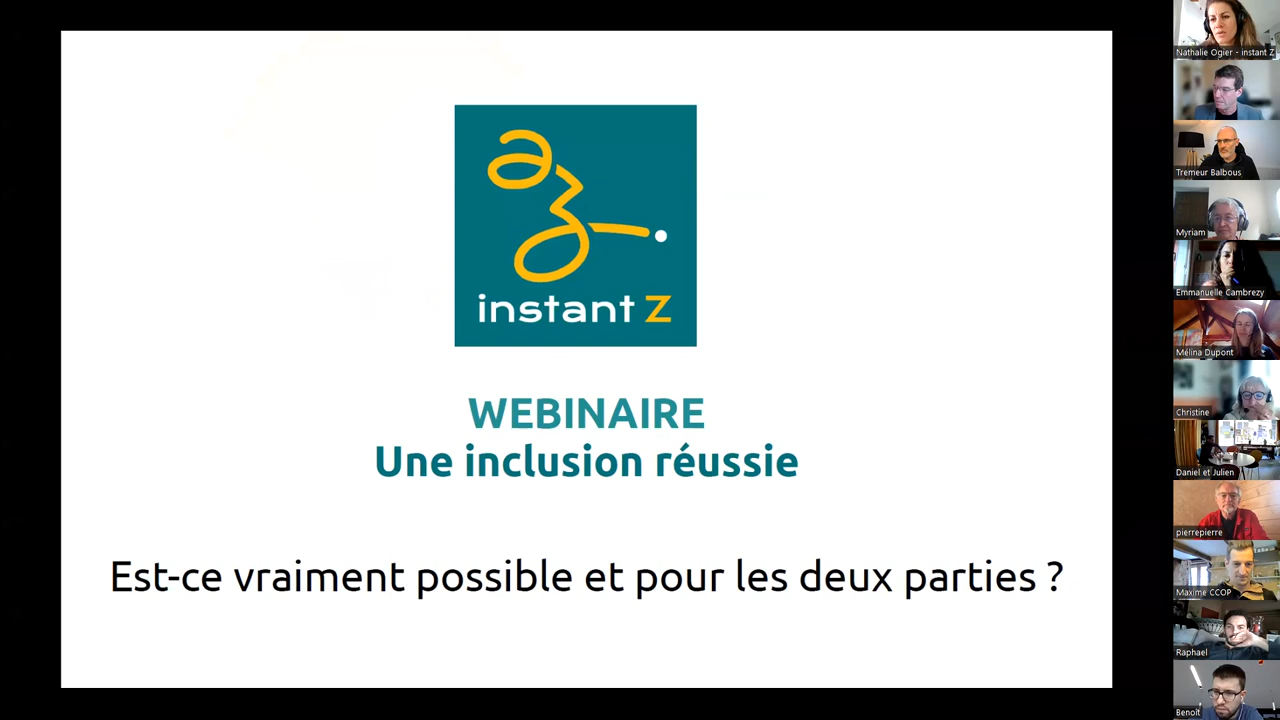 instant Z
WEBINAIRE
Une inclusion réussie
Est-ce vraiment possible et pour les deux parties ?
Nathalie Ogier - instant Z
Tremeur Balbous
Myriam
Emmanuelle Cambrezy
Mélina Dupont
Christine
Daniel et Julien
pierrepierre
Maxime CCOP
Raphael
Benoît